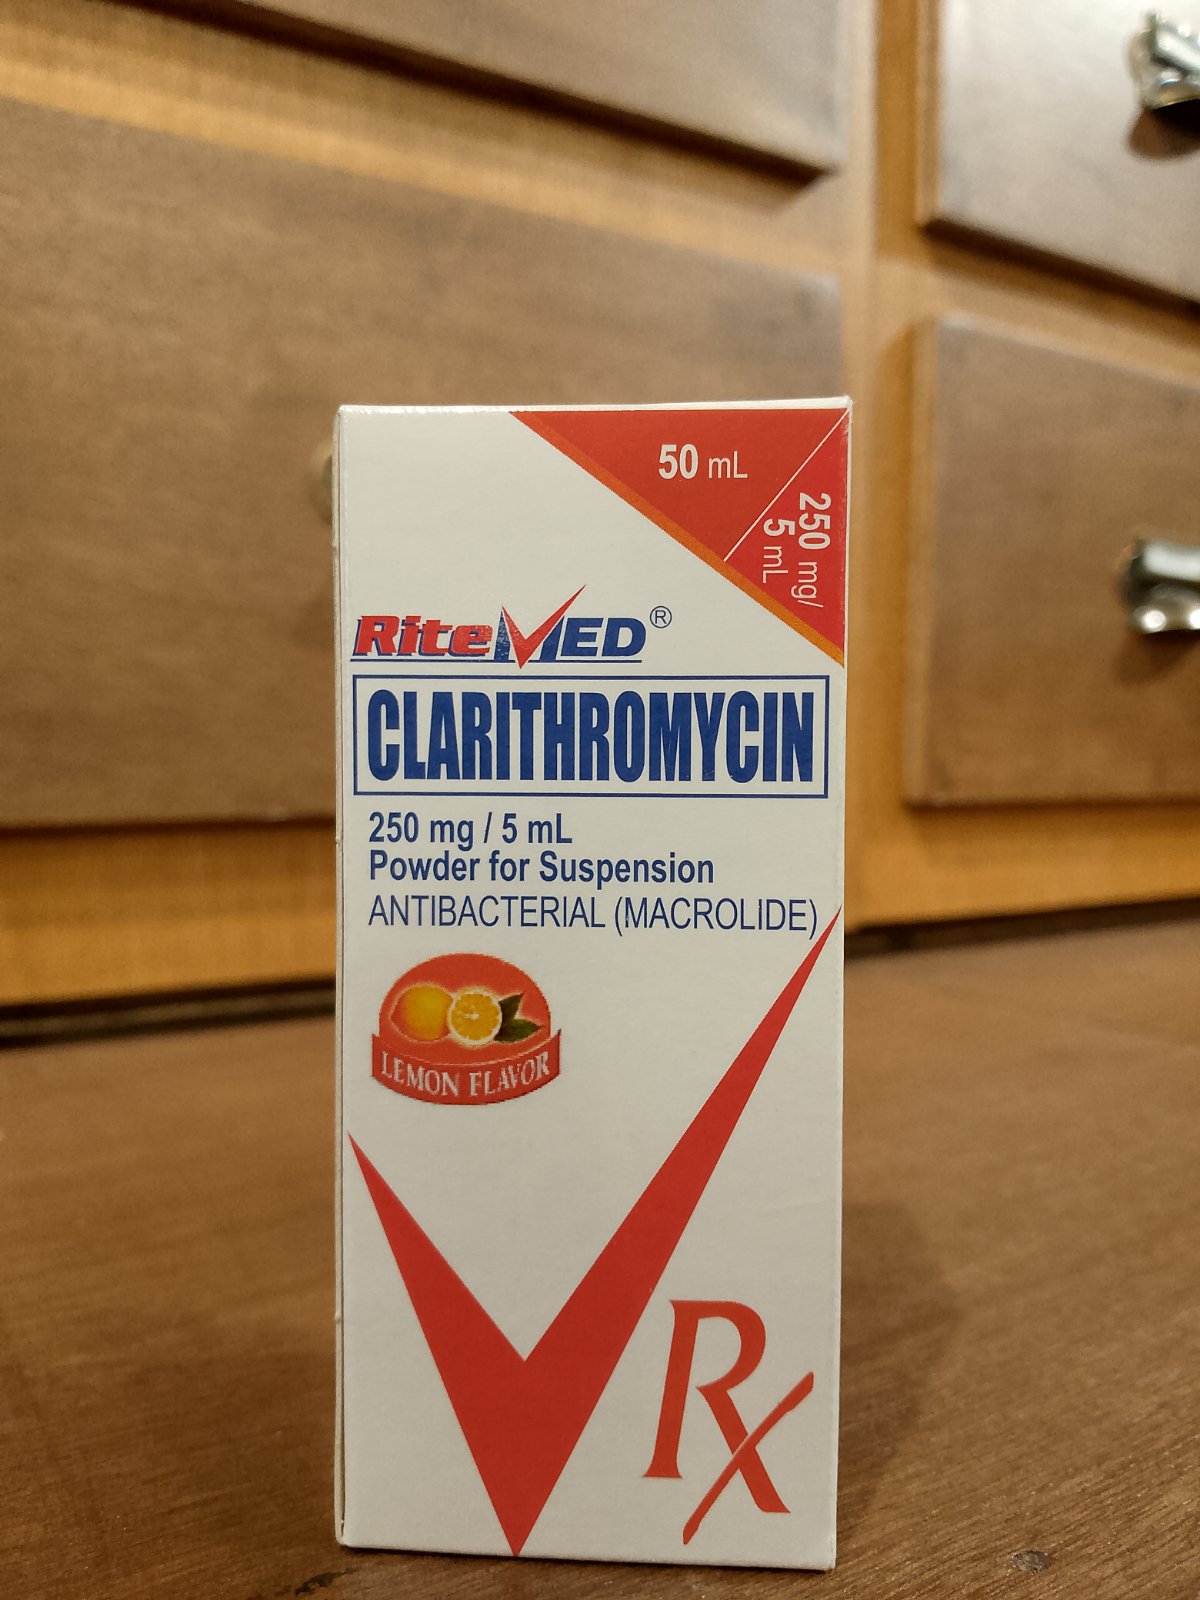 50 mL
250 mg/
5 mL
RiteMED®
CLARITHROMYCIN
250 mg / 5 mL
Powder for Suspension
ANTIBACTERIAL (MACROLIDE)
LEMON FLAVOR
Rx